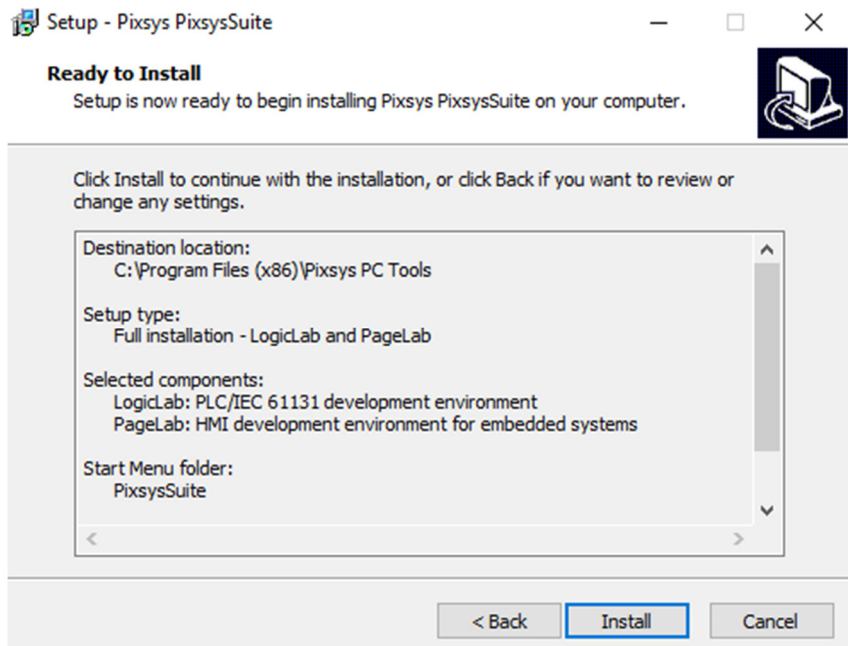 Setup - Pixsys PixsysSuite
Ready to Install
Setup is now ready to begin installing Pixsys PixsysSuite on your computer.
Click Install to continue with the installation, or click Back if you want to review or
change any settings.
Destination location:
C:\Program Files (x86)\Pixsys PC Tools
Setup type:
Full installation - LogicLab and PageLab
Selected components:
LogicLab: PLC/IEC 61131 development environment
PageLab: HMI development environment for embedded systems
Start Menu folder:
PixsysSuite
< Back
Install
Cancel